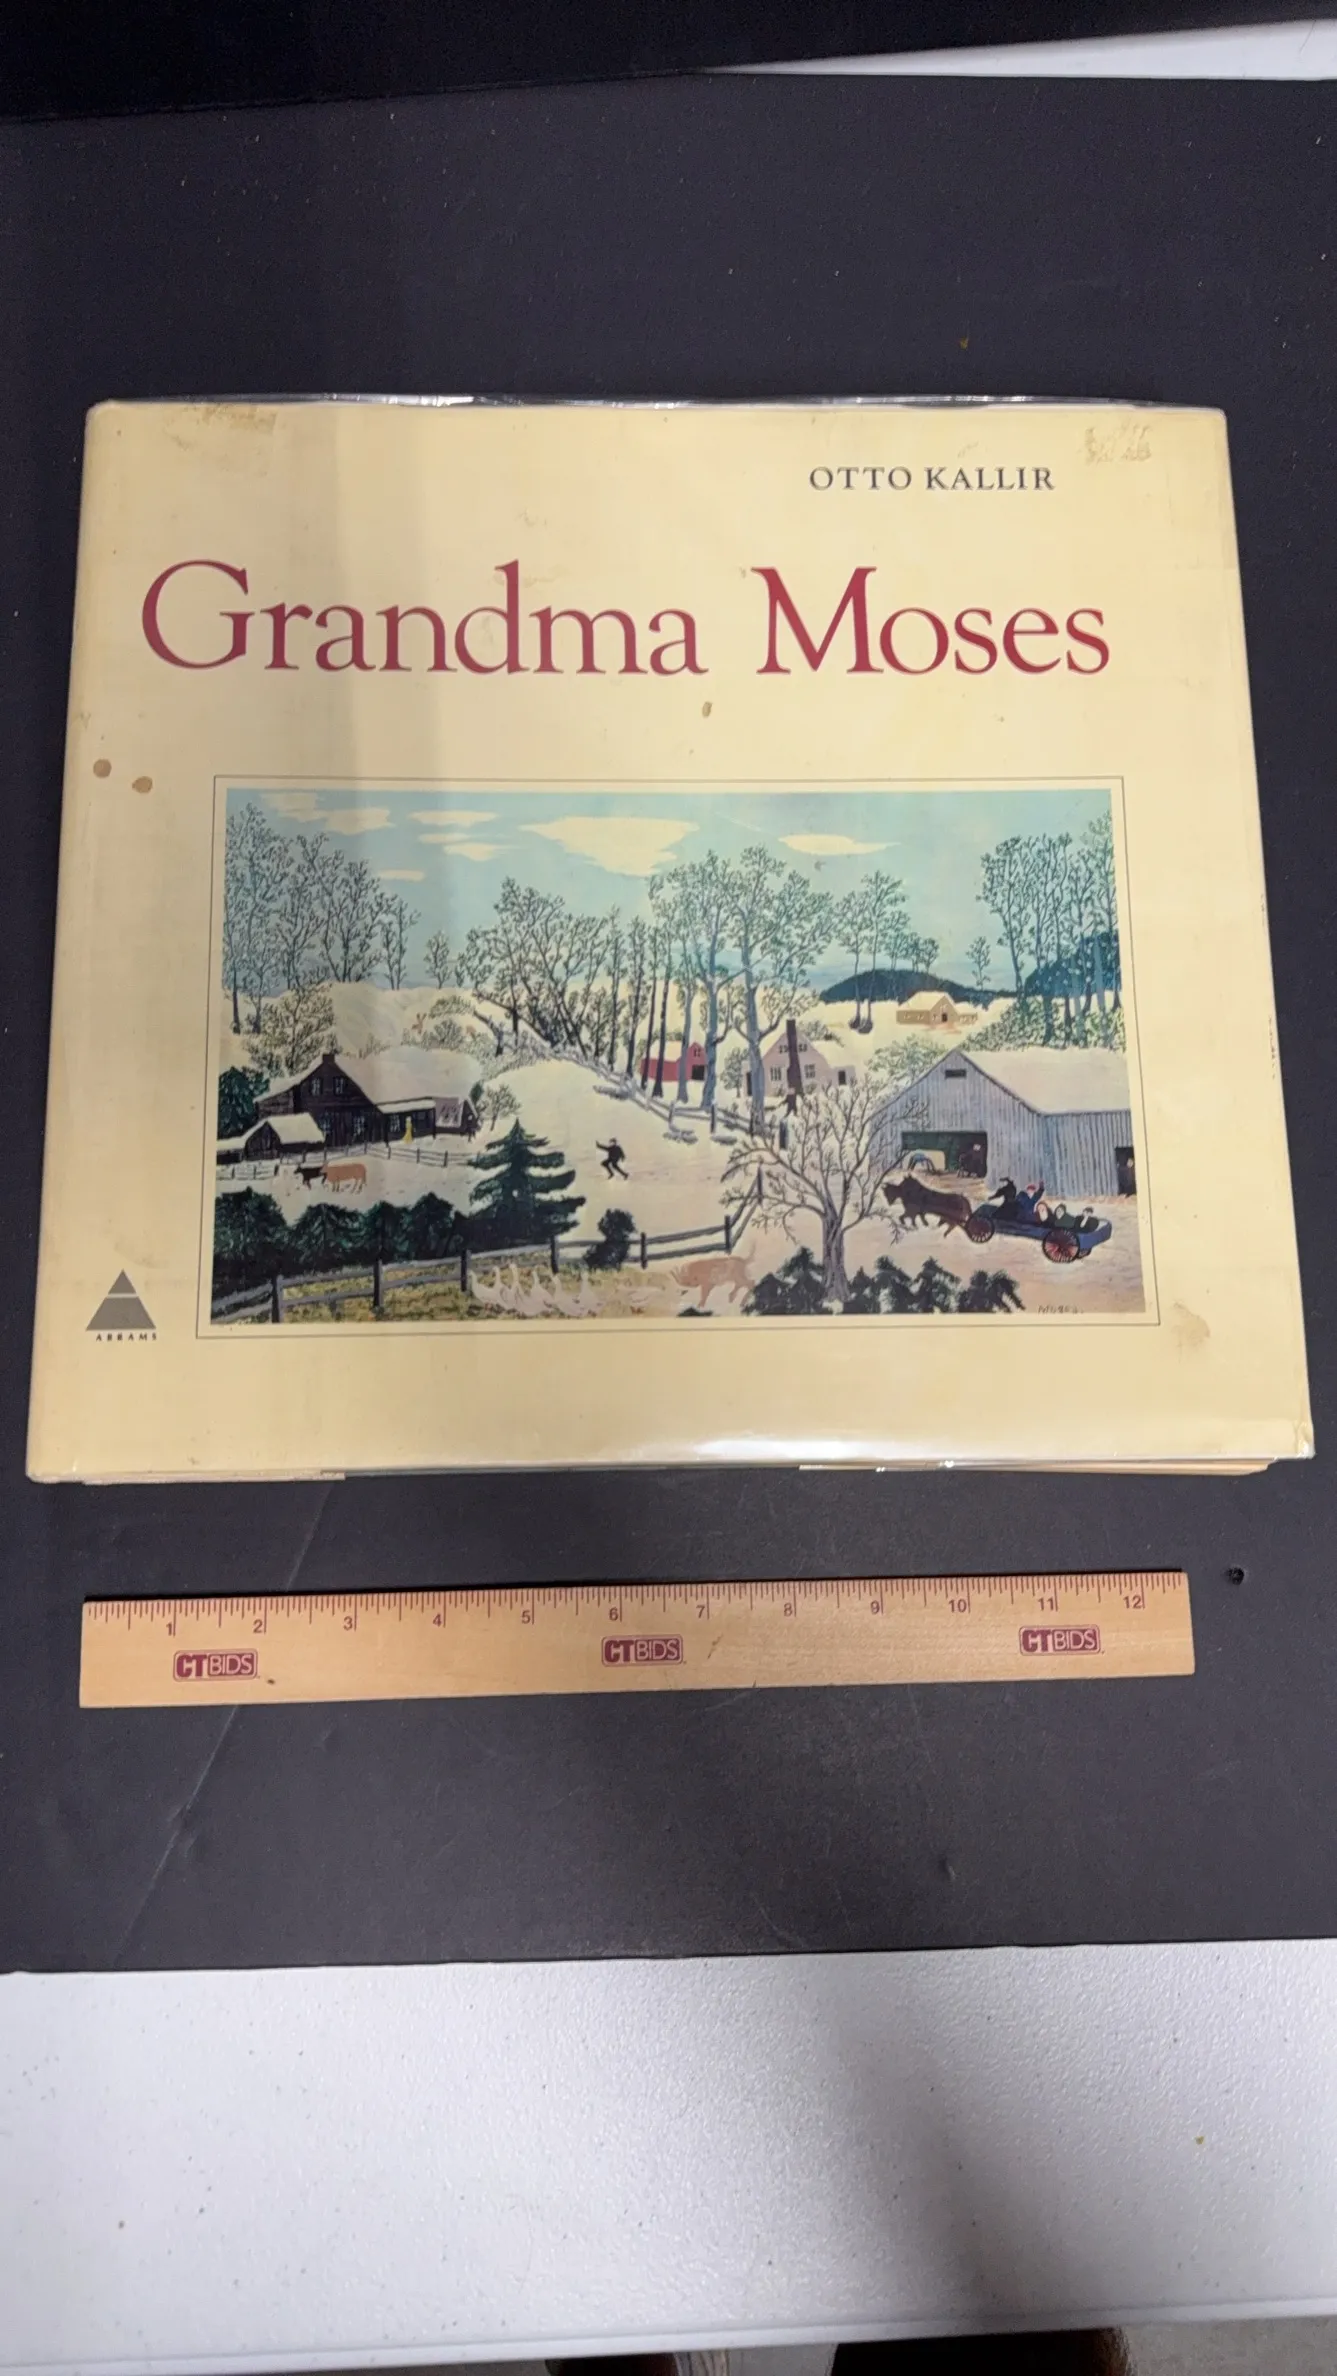 OTTO KALLIR
Grandma Moses
MOSES.
ABRAMS
1 2 3 4 5 6 7 8 9 10 11 12
CTBIDS CTBIDS CTBIDS